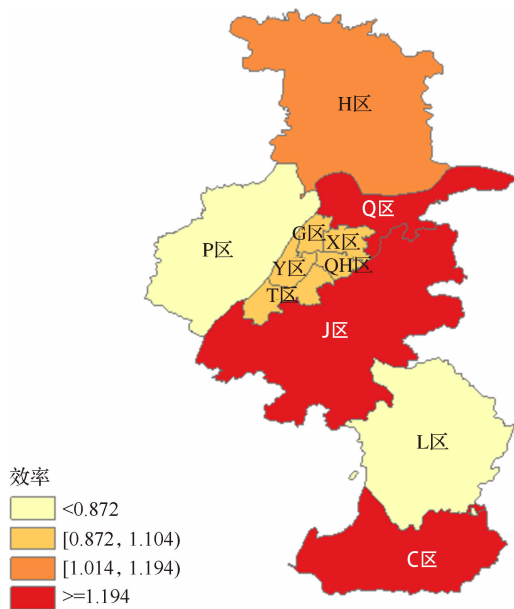 H区
Q区
G区
X区
P区
Y区
QH区
T区
J区
L区
C区
效率
<0.872
[0.872, 1.104)
[1.014, 1.194)
>=1.194